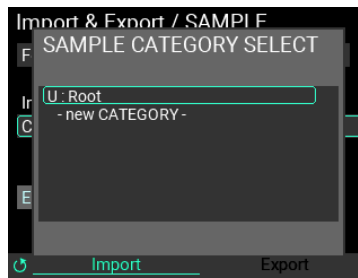 Import & Export / SAMPLE
SAMPLE CATEGORY SELECT
U : Root
- new CATEGORY -
Import
Export